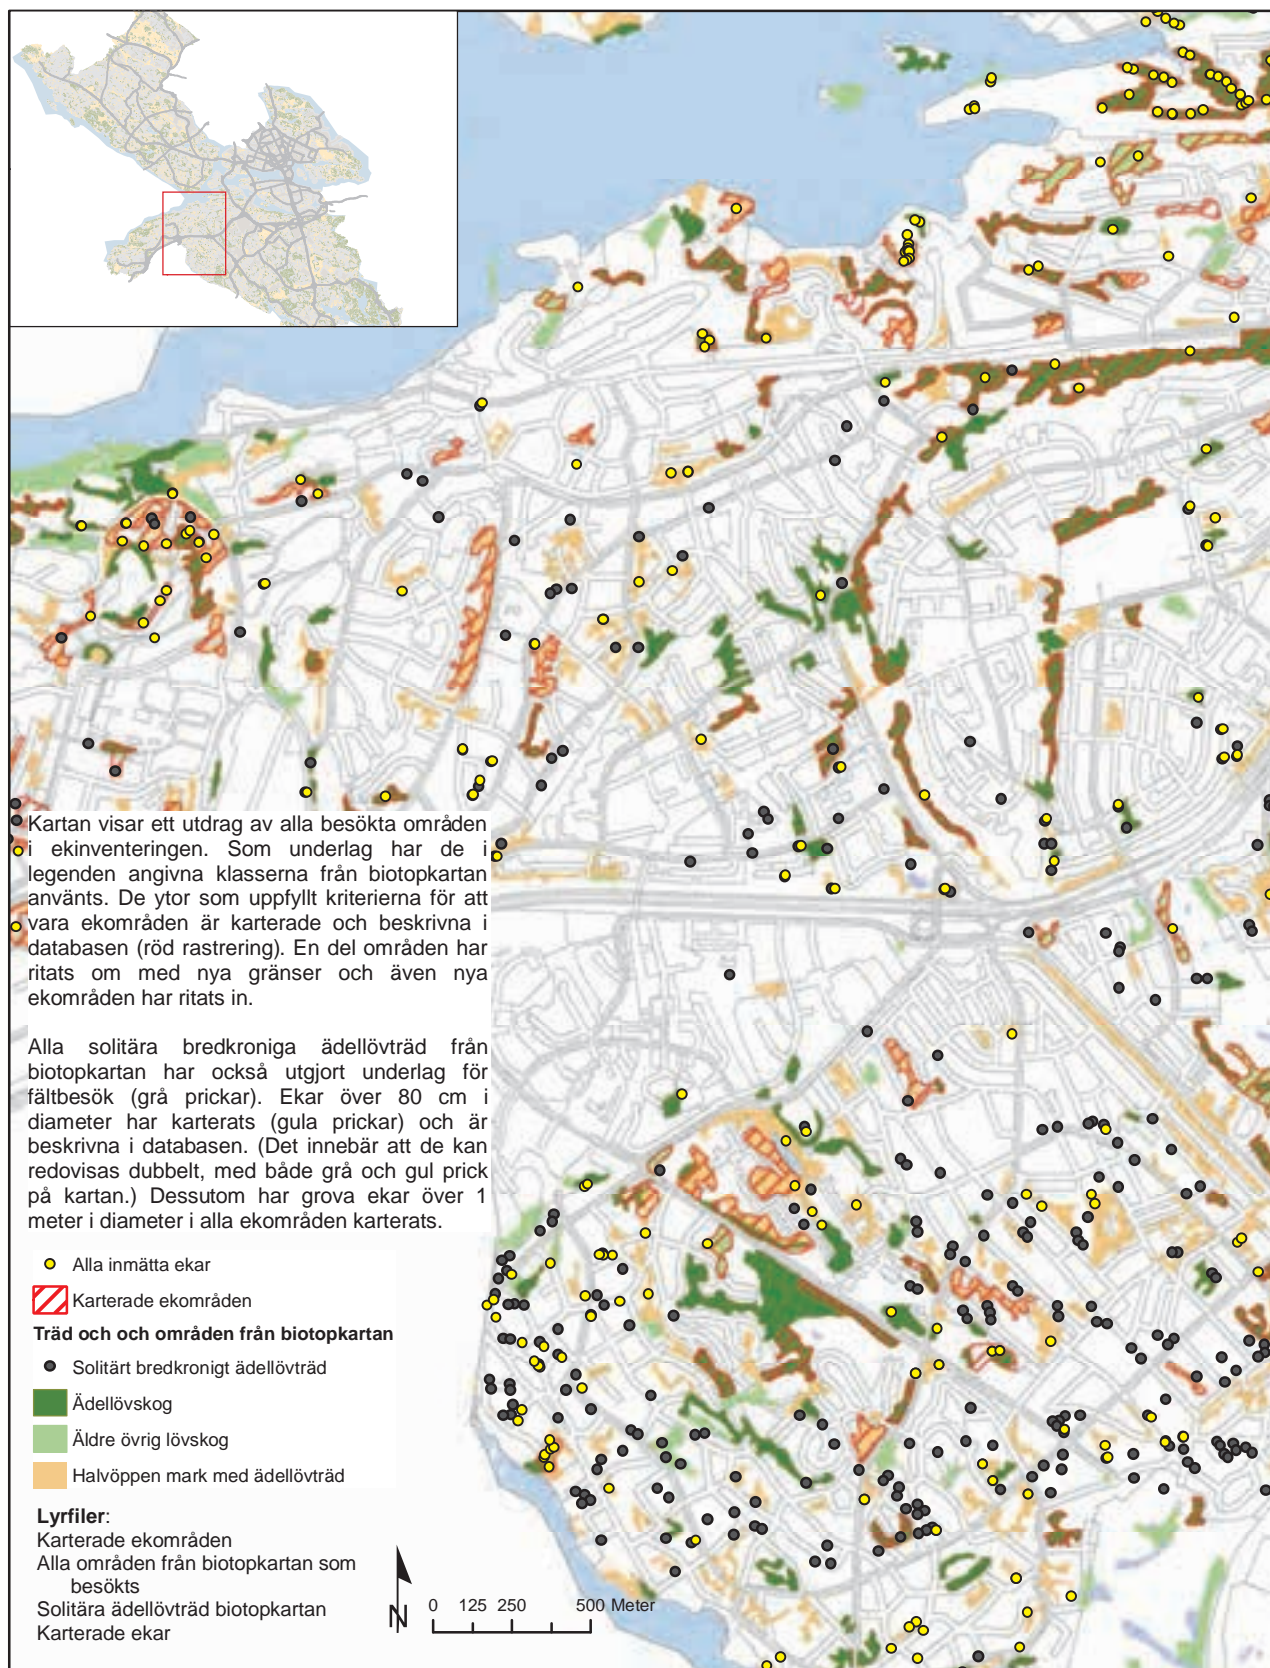 Kartan visar ett utdrag av alla besökta områden
i ekinventeringen. Som underlag har de i
legenden angivna klasserna från biotopkartan
använts. De ytor som uppfyllt kriterierna för att
vara ekområden är karterade och beskrivna i
databasen (röd rastrering). En del områden har
ritats om med nya gränser och även nya
ekområden har ritats in.
Alla solitära bredkroniga ädellövträd från
biotopkartan har också utgjort underlag för
fältbesök (grå prickar). Ekar över 80 cm i
diameter har karterats (gula prickar) och är
beskrivna i databasen. (Det innebär att de kan
redovisas dubbelt, med både grå och gul prick
på kartan.) Dessutom har grova ekar över 1
meter i diameter i alla ekområden karterats.
Alla inmätta ekar
Karterade ekområden
Träd och och områden från biotopkartan
Solitärt bredkronigt ädellövträd
Ädellövskog
Äldre övrig lövskog
Halvöppen mark med ädellövträd
Lyrfiler:
Karterade ekområden
Alla områden från biotopkartan som
besökts
Solitära ädellövträd biotopkartan
Karterade ekar
N
0 125 250 500 Meter